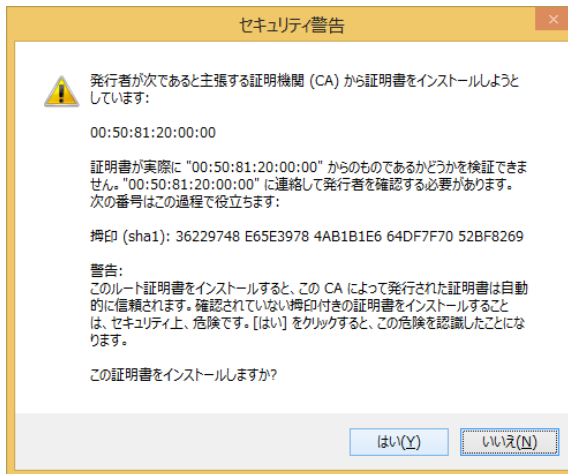 セキュリティ警告
発行者が次であると主張する証明機関 (CA) から証明書をインストールしようと
しています:
00:50:81:20:00:00
証明書が実際に "00:50:81:20:00:00" からのものであるかどうかを検証できま
せん。"00:50:81:20:00:00" に連絡して発行者を確認する必要があります。
次の番号はこの過程で役立ちます:
拇印 (sha1): 36229748 E65E3978 4AB1B1E6 64DF7F70 52BF8269
警告:
このルート証明書をインストールすると、この CA によって発行された証明書は自動
的に信頼されます。確認されていない拇印付きの証明書をインストールすること
は、セキュリティ上、危険です。[はい] をクリックすると、この危険を認識したことにな
ります。
この証明書をインストールしますか?
はい(Y)
いいえ(N)